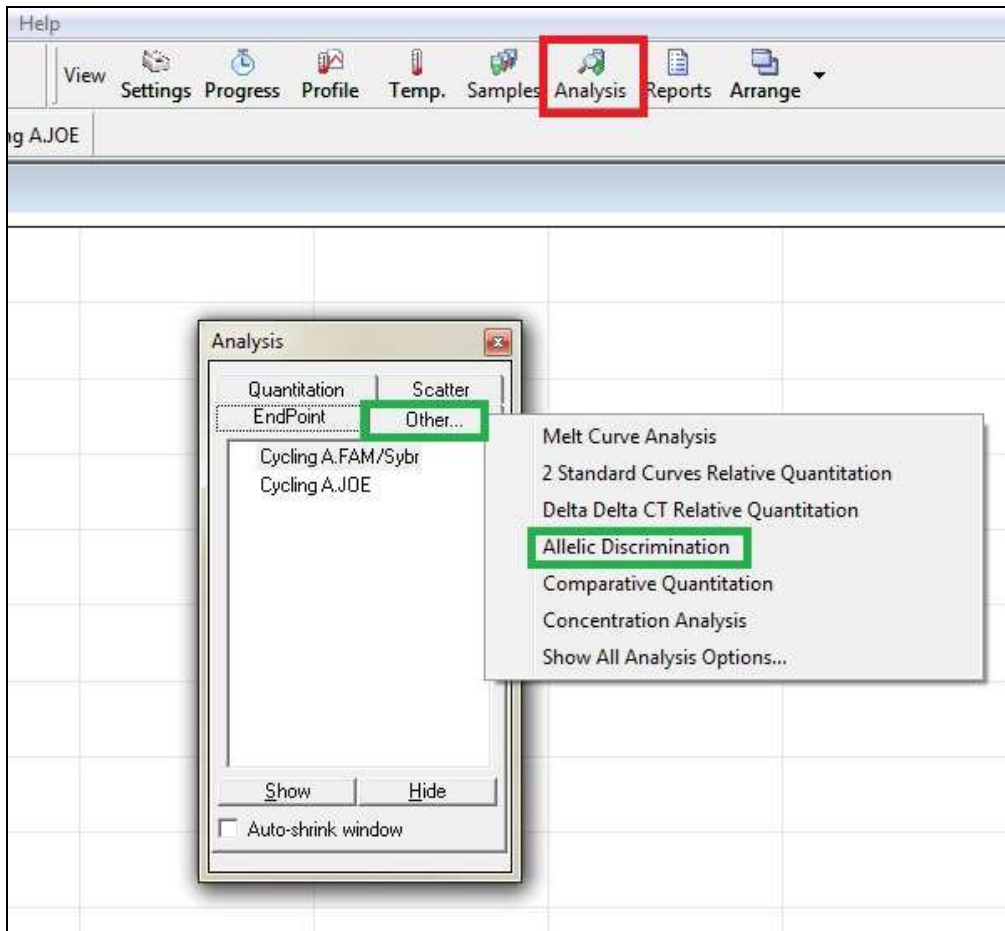 Help
View Settings Progress Profile Temp. Samples Analysis Reports Arrange
ng A.JOE
Analysis
Quantitation Scatter
EndPoint Other...
Cycling A.FAM/Sybr
Cycling A.JOE
Melt Curve Analysis
2 Standard Curves Relative Quantitation
Delta Delta CT Relative Quantitation
Allelic Discrimination
Comparative Quantitation
Concentration Analysis
Show All Analysis Options...
Show Hide
Auto-shrink window